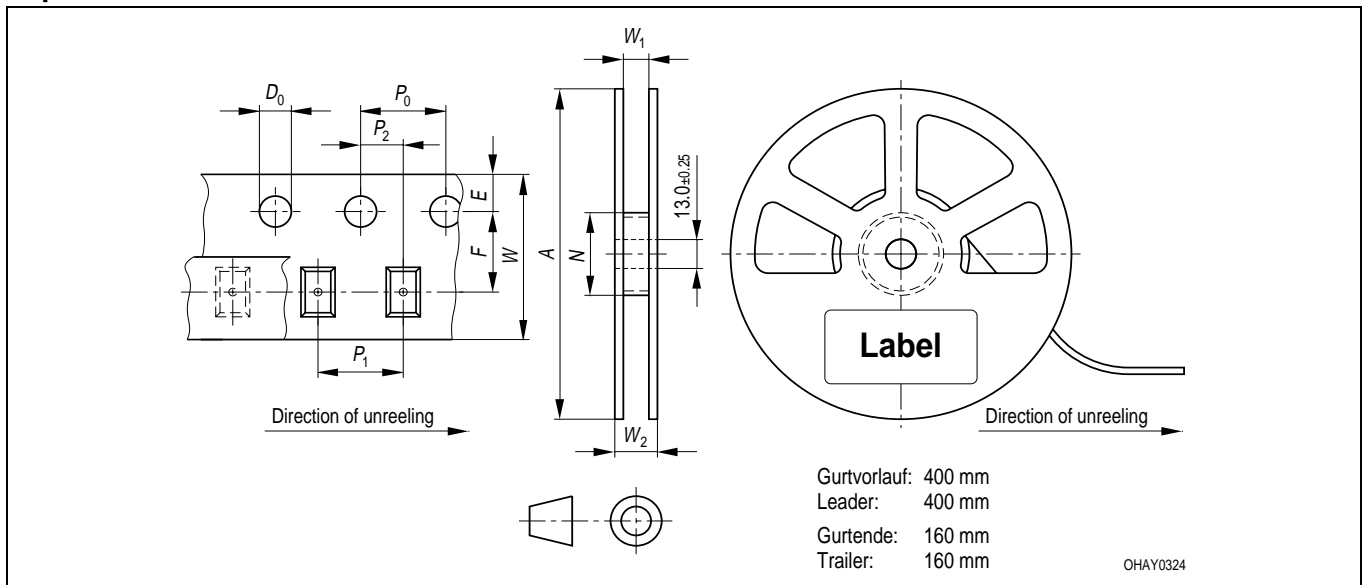 W1
D0
P0
P2
E
F
W
A
N
13.0±0.25
Label
P1
Direction of unreeling
W2
Direction of unreeling
Gurtvorlauf: 400 mm
Leader: 400 mm
Gurtende: 160 mm
Trailer: 160 mm
OHAY0324